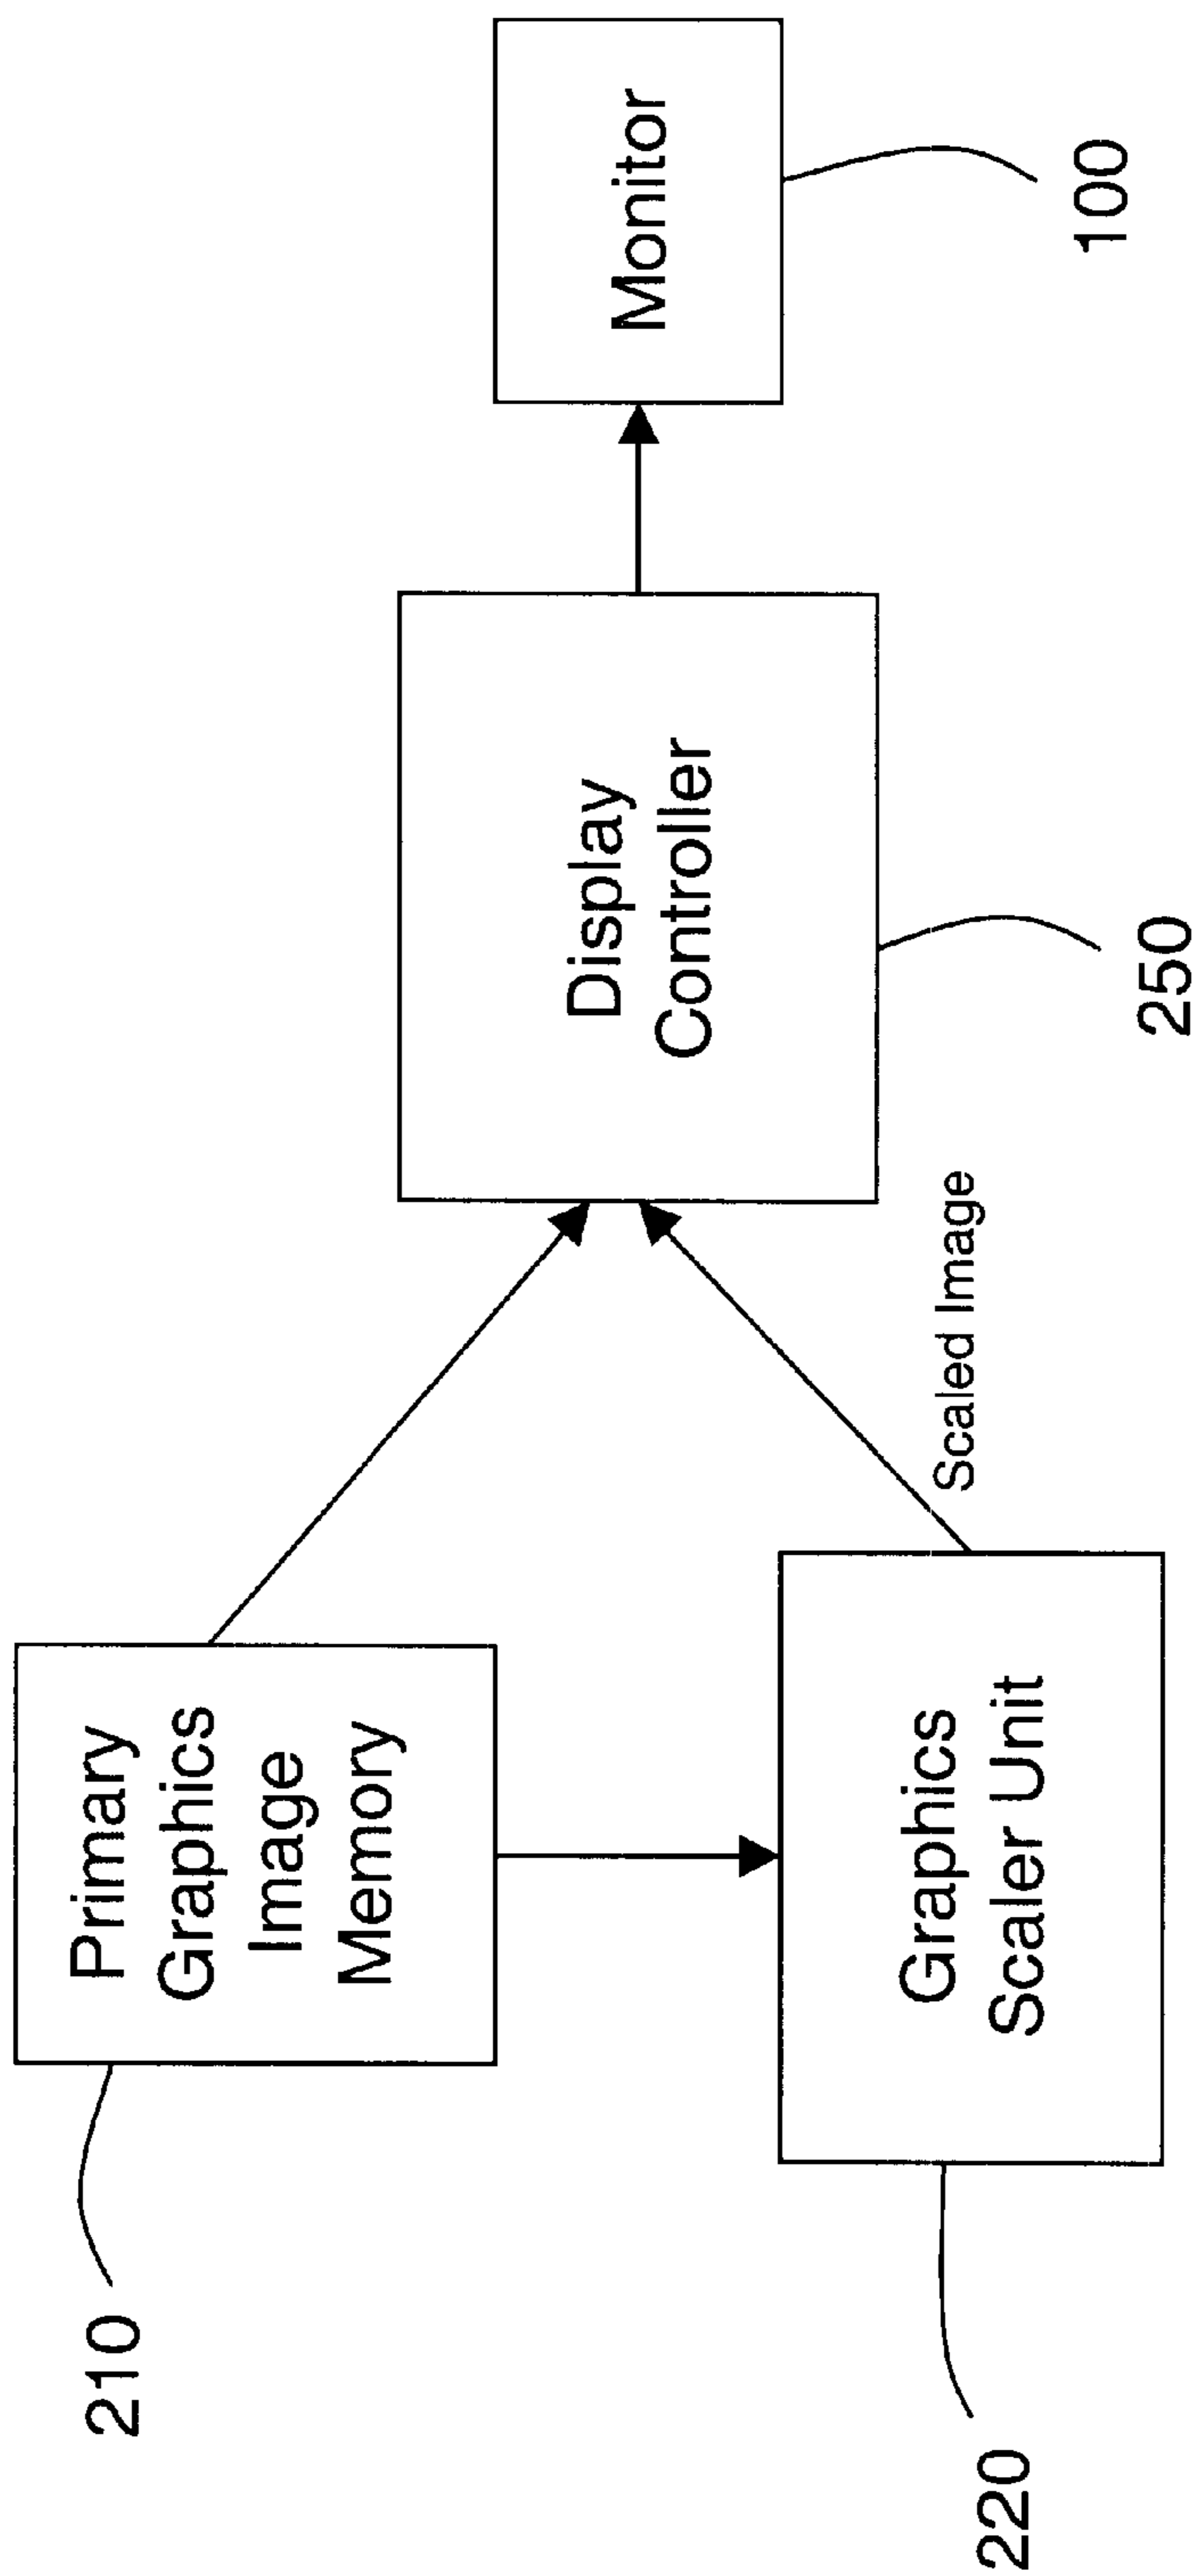 210
Primary
Graphics
Image
Memory
220
Graphics
Scaler Unit
Scaled Image
Display
Controller
250
Monitor
100